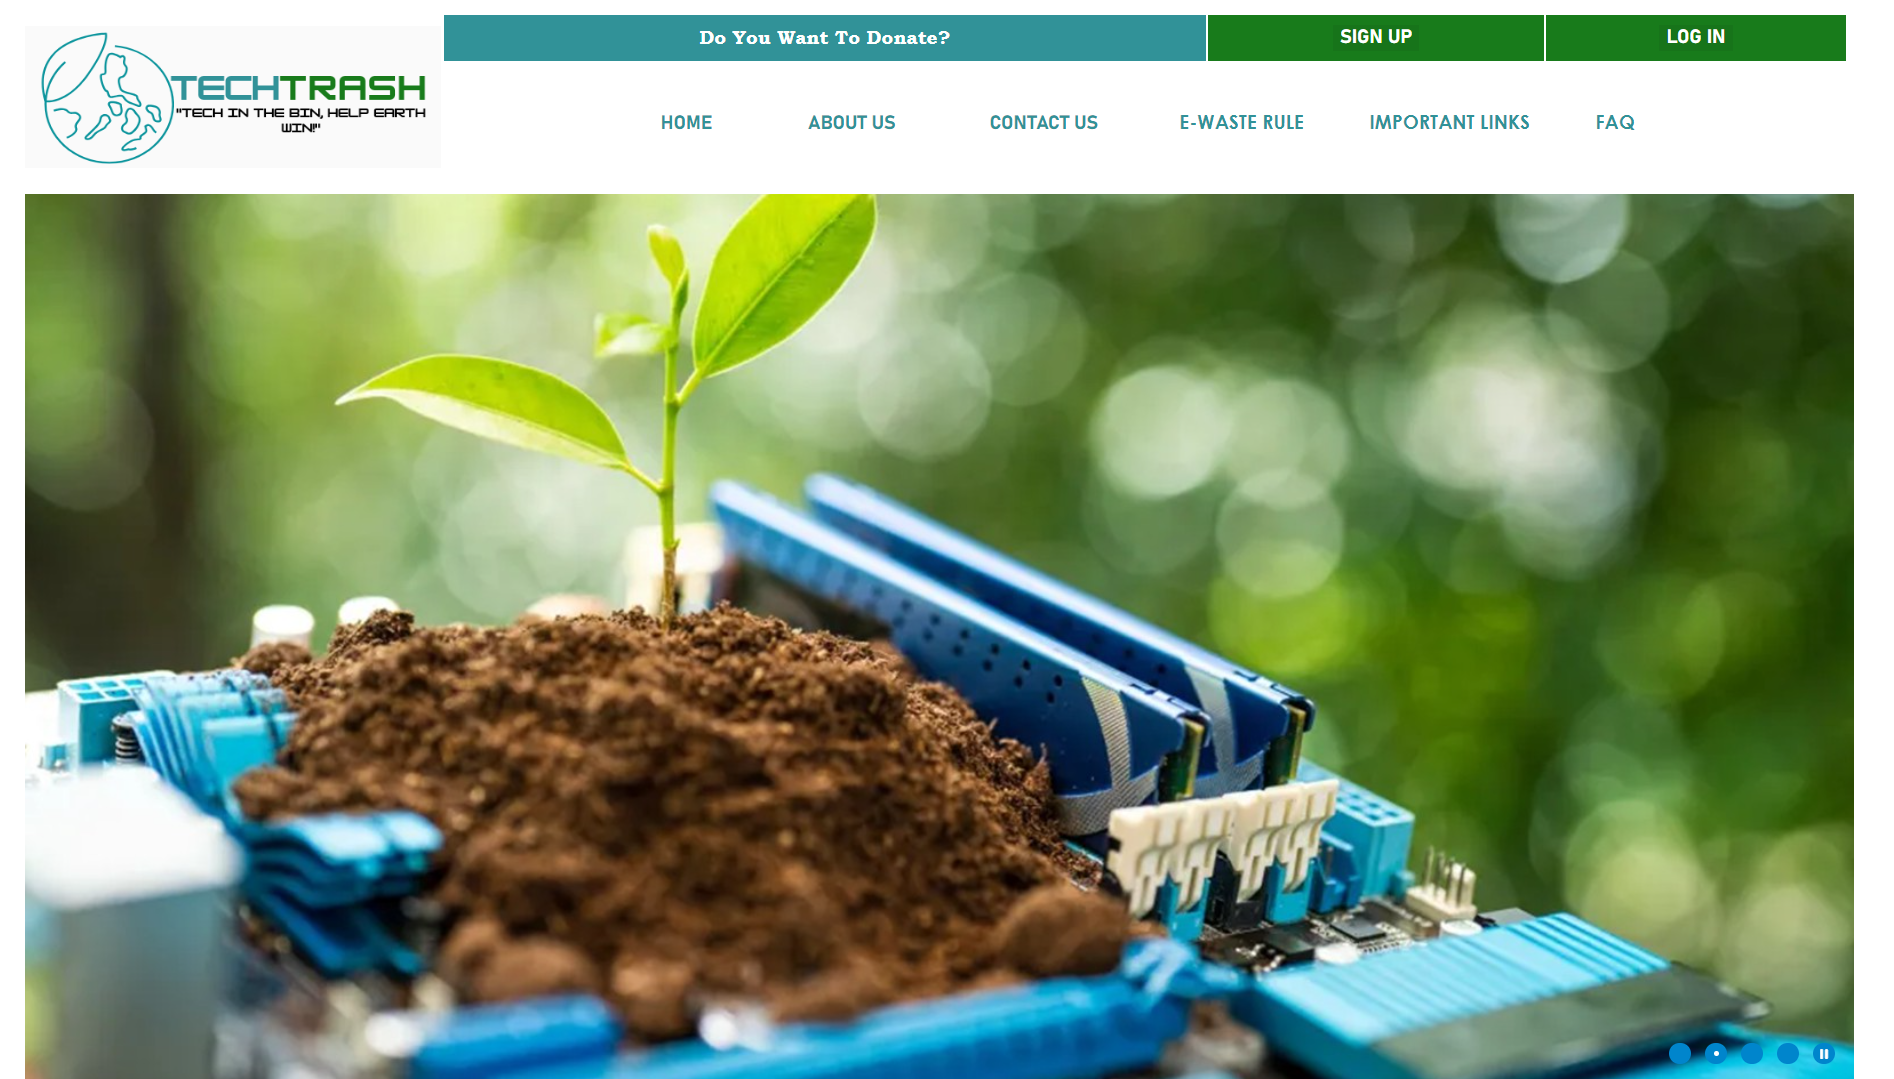 Do You Want To Donate?
SIGN UP
LOG IN
TECHTRASH
"TECH IN THE BIN, HELP EARTH
WIN!"
HOME
ABOUT US
CONTACT US
E-WASTE RULE
IMPORTANT LINKS
FAQ